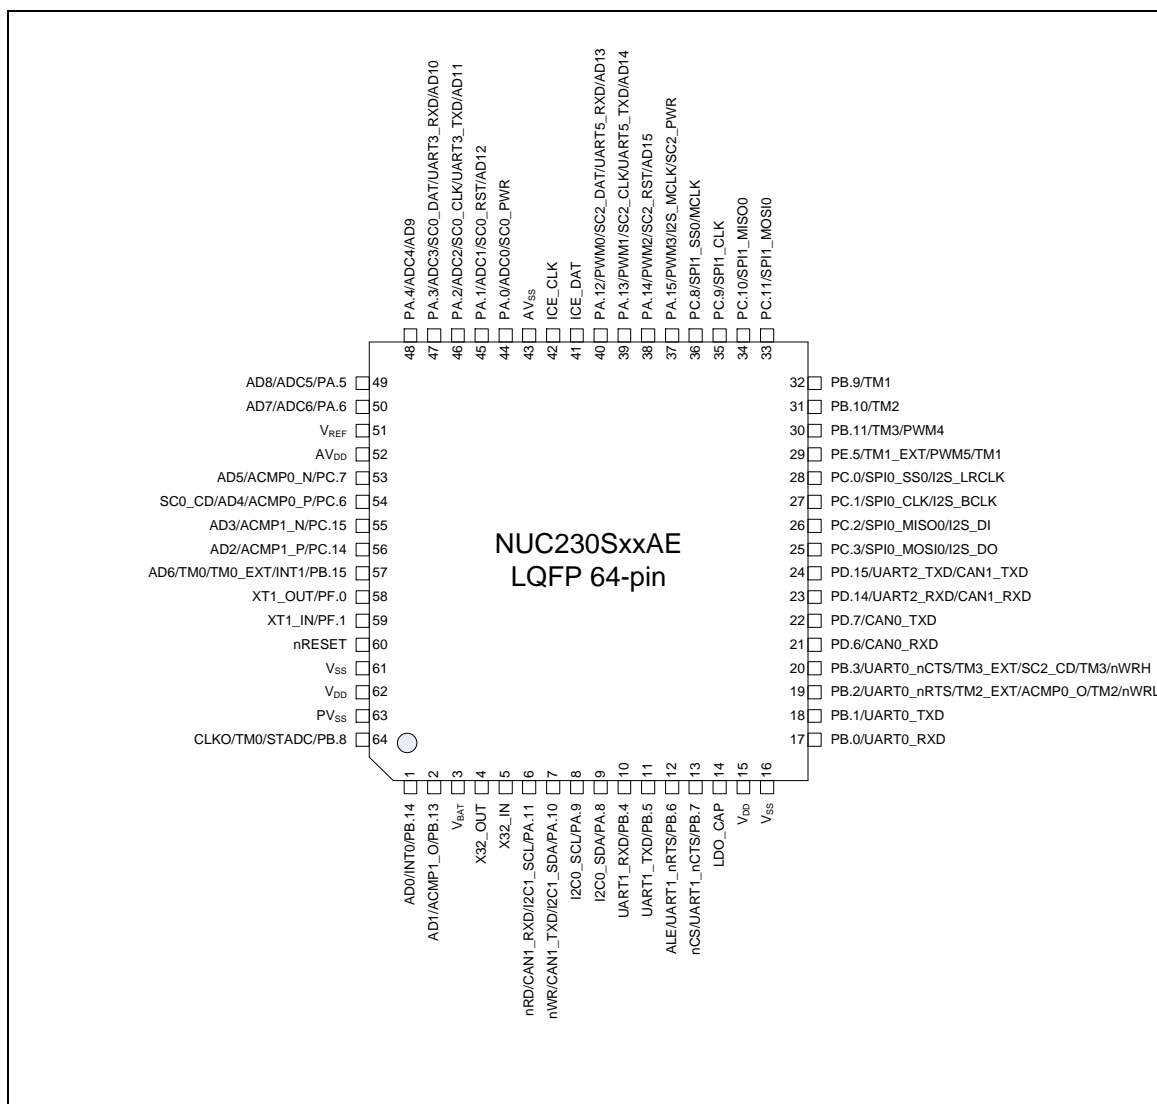 PA.4/ADC4/AD9
PA.3/ADC3/SC0_DAT/UART3_RXD/AD10
PA.2/ADC2/SC0_CLK/UART3_TXD/AD11
PA.1/ADC1/SC0_RST/AD12
PA.0/ADC0/SC0_PWR
AVSS
ICE_CLK
ICE_DAT
PA.12/PWM0/SC2_DAT/UART5_RXD/AD13
PA.13/PWM1/SC2_CLK/UART5_TXD/AD14
PA.14/PWM2/SC2_RST/AD15
PA.15/PWM3/I2S_MCLK/SC2_PWR
PC.8/SPI1_SS0/MCLK
PC.9/SPI1_CLK
PC.10/SPI1_MISO0
PC.11/SPI1_MOSI0
48 47 46 45 44 43 42 41 40 39 38 37 36 35 34 33
AD8/ADC5/PA.5 49
AD7/ADC6/PA.6 50
VREF 51
AVDD 52
AD5/ACMP0_N/PC.7 53
SC0_CD/AD4/ACMP0_P/PC.6 54
AD3/ACMP1_N/PC.15 55
AD2/ACMP1_P/PC.14 56
AD6/TM0/TM0_EXT/INT1/PB.15 57
XT1_OUT/PF.0 58
XT1_IN/PF.1 59
nRESET 60
VSS 61
VDD 62
PVSS 63
CLKO/TM0/STADC/PB.8 64
NUC230SxxAE
LQFP 64-pin
32 PB.9/TM1
31 PB.10/TM2
30 PB.11/TM3/PWM4
29 PE.5/TM1_EXT/PWM5/TM1
28 PC.0/SPI0_SS0/I2S_LRCLK
27 PC.1/SPI0_CLK/I2S_BCLK
26 PC.2/SPI0_MISO0/I2S_DI
25 PC.3/SPI0_MOSI0/I2S_DO
24 PD.15/UART2_TXD/CAN1_TXD
23 PD.14/UART2_RXD/CAN1_RXD
22 PD.7/CAN0_TXD
21 PD.6/CAN0_RXD
20 PB.3/UART0_nCTS/TM3_EXT/SC2_CD/TM3/nWRH
19 PB.2/UART0_nRTS/TM2_EXT/ACMP0_O/TM2/nWRL
18 PB.1/UART0_TXD
17 PB.0/UART0_RXD
1 2 3 4 5 6 7 8 9 10 11 12 13 14 15 16
AD0/INT0/PB.14
AD1/ACMP1_O/PB.13
VBAT
X32_OUT
X32_IN
nRD/CAN1_RXD/I2C1_SCL/PA.11
nWR/CAN1_TXD/I2C1_SDA/PA.10
I2C0_SCL/PA.9
I2C0_SDA/PA.8
UART1_RXD/PB.4
UART1_TXD/PB.5
ALE/UART1_nRTS/PB.6
nCS/UART1_nCTS/PB.7
LDO_CAP
VDD
VSS